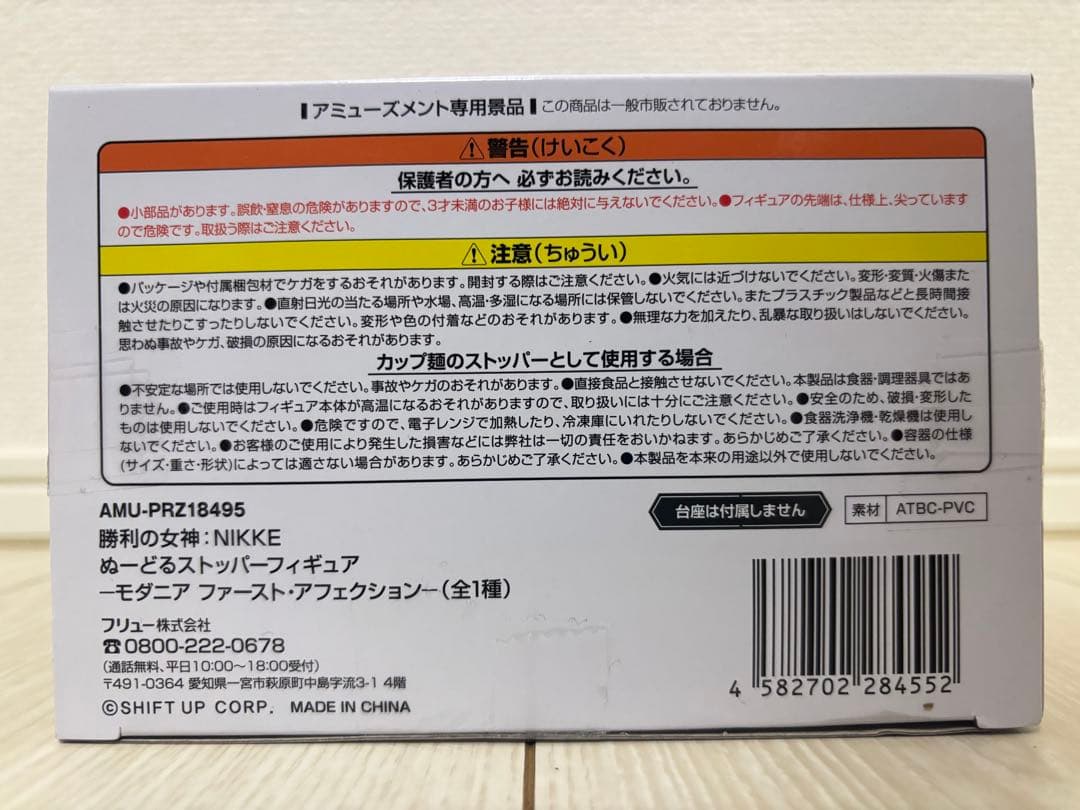 アミューズメント専用景品 この商品は一般市販されておりません。
⚠警告(けいこく)
保護者の方へ 必ずお読みください。
●小部品があります。誤飲・窒息の危険がありますので、3才未満のお子様には絶対に与えないでください。●フィギュアの先端は、仕様上、尖っています
ので危険です。取扱う際はご注意ください。
⚠注意(ちゅうい)
●パッケージや付属梱包材でケガをするおそれがあります。開封する際はご注意ください。●火気には近づけないでください。変形・変質・火傷また
は火災の原因になります。●直射日光の当たる場所や水場、高温・多湿になる場所には保管しないでください。またプラスチック製品などと長時間接
触させたりこすったりしないでください。変形や色の付着などのおそれがあります。●無理な力を加えたり、乱暴な取り扱いはしないでください。
思わぬ事故やケガ、破損の原因になるおそれがあります。
カップ麺のストッパーとして使用する場合
●不安定な場所では使用しないでください。事故やケガのおそれがあります。●直接食品と接触させないでください。本製品は食器・調理器具ではあ
りません。●ご使用時はフィギュア本体が高温になるおそれがありますので、取り扱いには十分にご注意ください。●安全のため、破損・変形した
ものは使用しないでください。●危険ですので、電子レンジで加熱したり、冷凍庫にいれたりしないでください。●食器洗浄機・乾燥機は使用し
ないでください。●お客様のご使用により発生した損害などには弊社は一切の責任をおいかねます。あらかじめご了承ください。●容器の仕様
(サイズ・重さ・形状)によっては適さない場合があります。あらかじめご了承ください。●本製品を本来の用途以外で使用しないでください。
AMU-PRZ18495
台座は付属しません 素材 ATBC-PVC
勝利の女神：NIKKE
ぬーどるストッパーフィギュア
—モダニア ファースト・アフェクション—(全1種)
フリュー株式会社
☎0800-222-0678
(通話無料、平日10:00〜18:00受付)
〒491-0364 愛知県一宮市萩原町中島字流3-1 4階
©SHIFT UP CORP. MADE IN CHINA
4 582702 284552